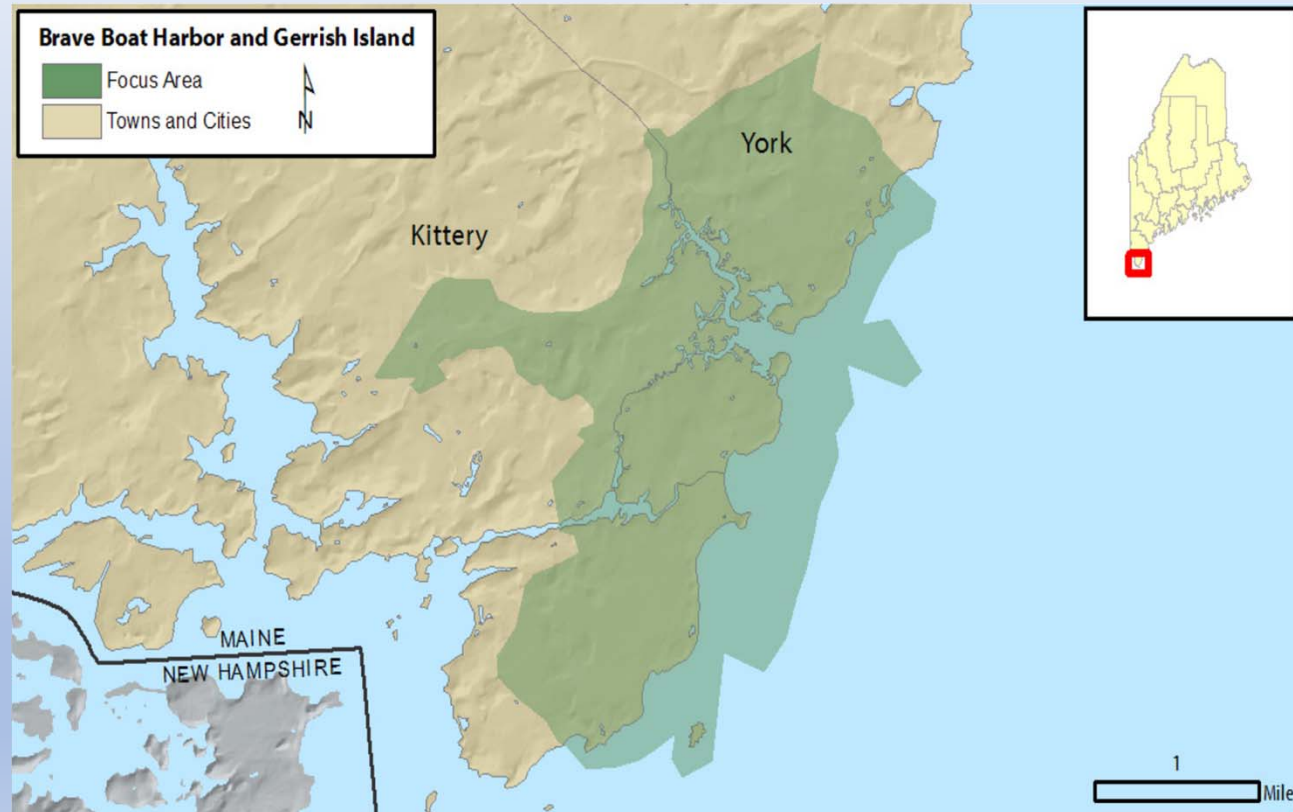 Brave Boat Harbor and Gerrish Island
Focus Area
Towns and Cities
N
York
Kittery
MAINE
NEW HAMPSHIRE
1
Mile